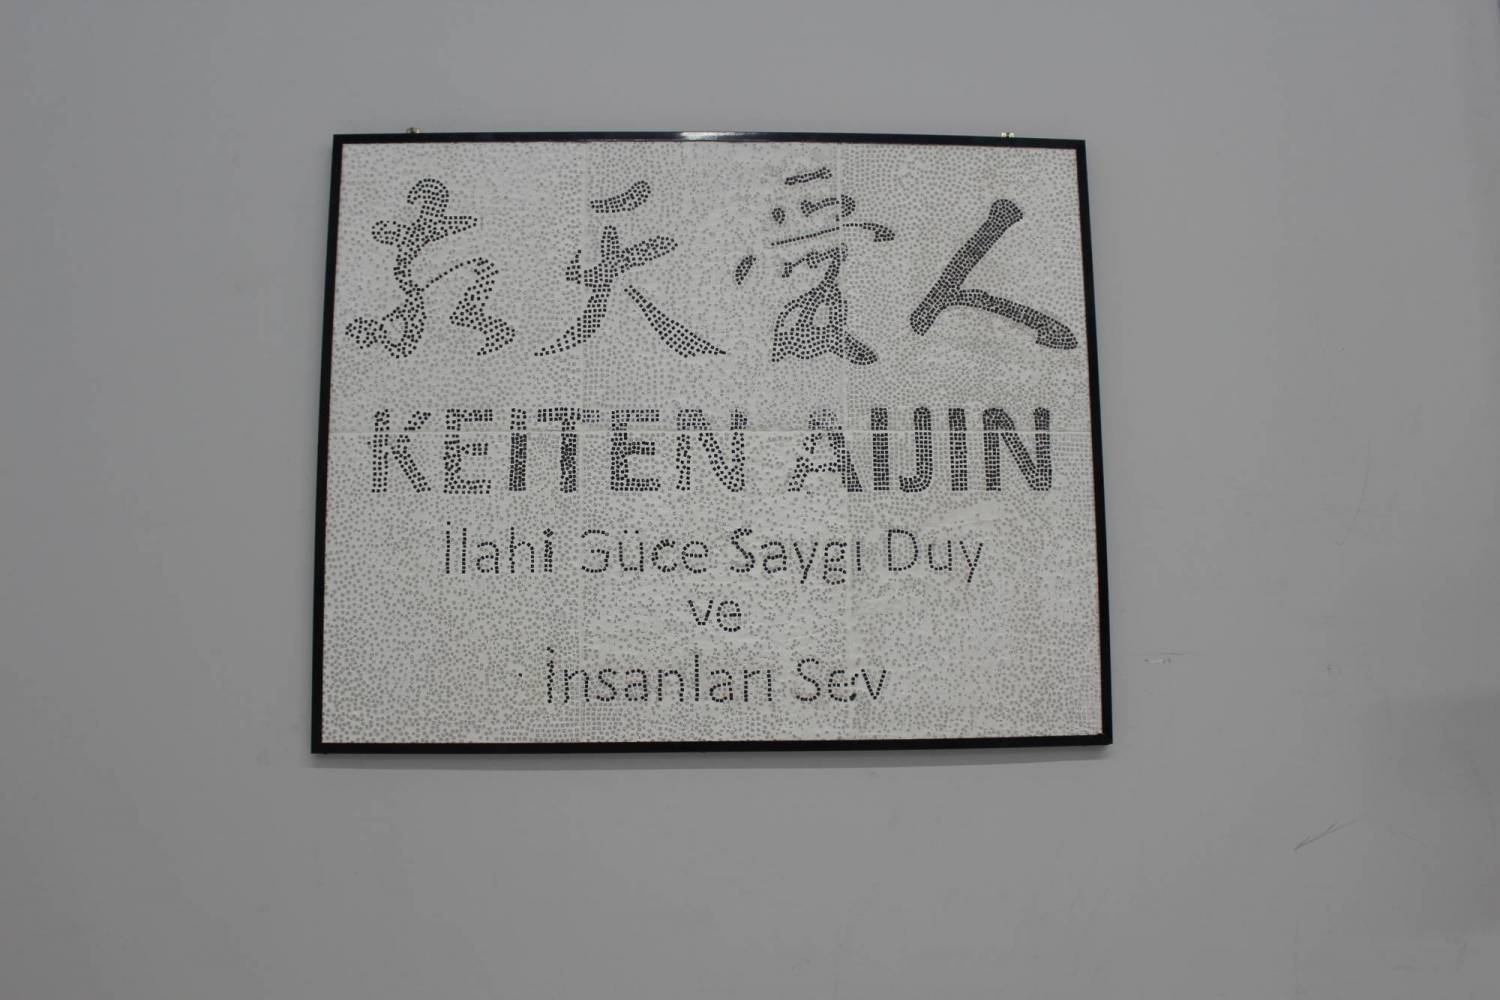 敬天愛人
KEITEN AIJIN
İlahi Güce Saygı Duy
ve
İnsanları Sev